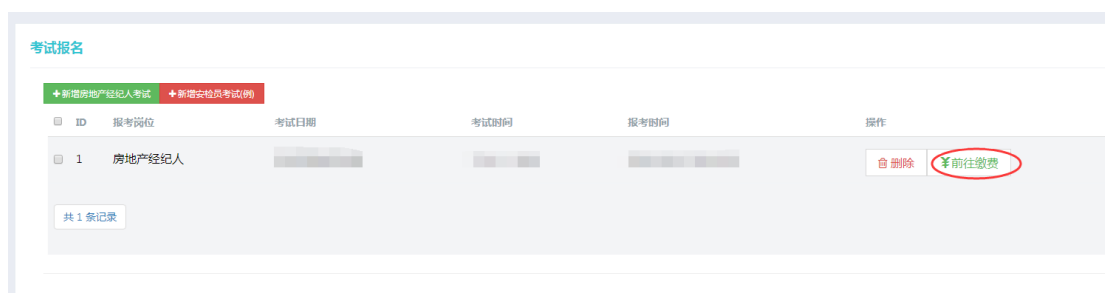 考试报名
+新增房地产经纪人考试 +新增安检员考试(例)
ID 报考岗位 考试日期 考试时间 报考时间 操作
1 房地产经纪人 删除 ¥前往缴费
共 1 条记录